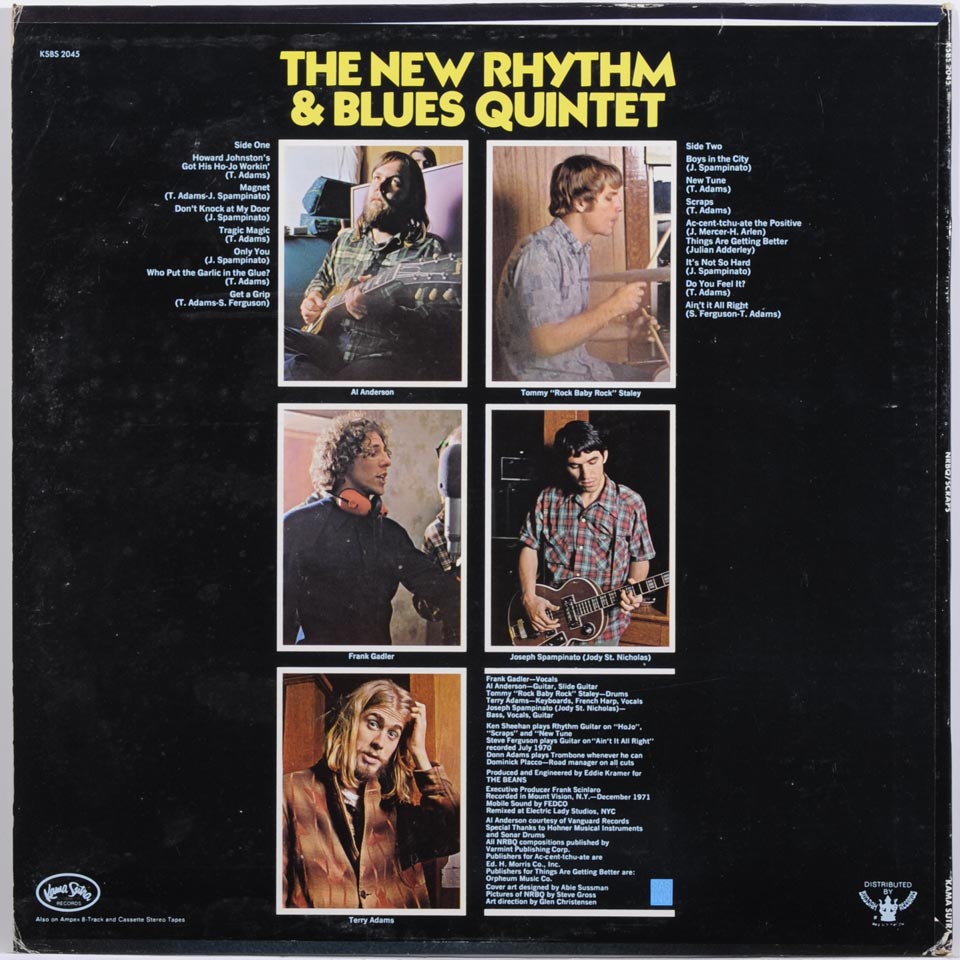 KSBS 2045
THE NEW RHYTHM
& BLUES QUINTET
Side One
Howard Johnston's
Got His Ho-Jo Workin'
(T. Adams)
Magnet
(T. Adams-J. Spampinato)
Don't Knock at My Door
(J. Spampinato)
Tragic Magic
(T. Adams)
Only You
(J. Spampinato)
Who Put the Garlic in the Glue?
(T. Adams)
Get a Grip
(T. Adams-S. Ferguson)
Side Two
Boys in the City
(J. Spampinato)
New Tune
(T. Adams)
Scraps
(T. Adams)
Ac-cent-tchu-ate the Positive
(J. Mercer-H. Arlen)
Things Are Getting Better
(Julian Adderley)
It's Not So Hard
(J. Spampinato)
Do You Feel It?
(T. Adams)
Ain't it All Right
(S. Ferguson-T. Adams)
Al Anderson
Tommy "Rock Baby Rock" Staley
Frank Gadler
Joseph Spampinato (Jody St. Nicholas)
Terry Adams
Frank Gadler—Vocals
Al Anderson—Guitar, Slide Guitar
Tommy "Rock Baby Rock" Staley—Drums
Terry Adams—Keyboards, French Harp, Vocals
Joseph Spampinato (Jody St. Nicholas)—
Bass, Vocals, Guitar
Ken Sheehan plays Rhythm Guitar on "HoJo",
"Scraps" and "New Tune
Steve Ferguson plays Guitar on "Ain't It All Right"
recorded July 1970
Donn Adams plays Trombone whenever he can
Dominick Placco—Road manager on all cuts
Produced and Engineered by Eddie Kramer for
THE BEANS
Executive Producer Frank Scinlaro
Recorded in Mount Vision, N.Y.—December 1971
Mobile Sound by FEDCO
Remixed at Electric Lady Studios, NYC
Al Anderson courtesy of Vanguard Records
Special Thanks to Hohner Musical Instruments
and Sonar Drums
All NRBQ compositions published by
Varmint Publishing Corp.
Publishers for Ac-cent-tchu-ate are
Ed. H. Morris Co., Inc.
Publishers for Things Are Getting Better are:
Orpheum Music Co.
Cover art designed by Abie Sussman
Pictures of NRBQ by Steve Gross
Art direction by Glen Christensen
Kama Sutra
RECORDS
Also on Ampex 8-Track and Cassette Stereo Tapes
DISTRIBUTED
BY
KSBS 2045
NRBQ/SCRAPS
KAMA SUTRA